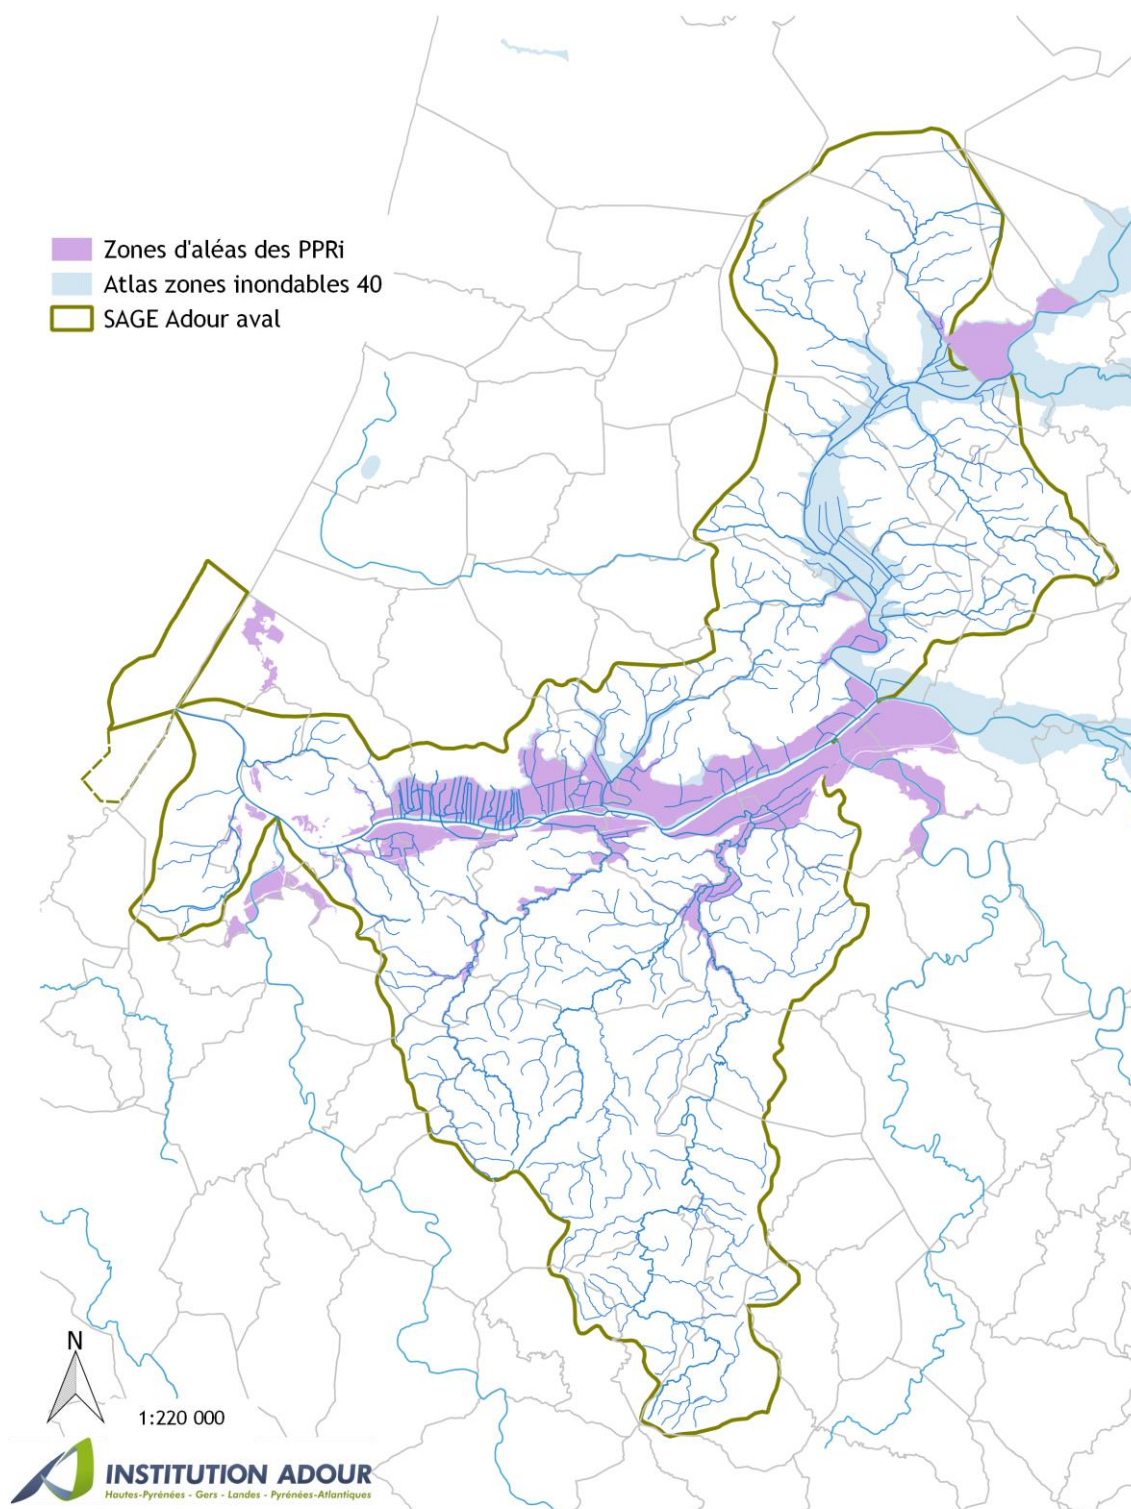 Zones d'aléas des PPRi
Atlas zones inondables 40
SAGE Adour aval
N
1:220 000
INSTITUTION ADOUR
Hautes-Pyrénées - Gers - Landes - Pyrénées-Atlantiques